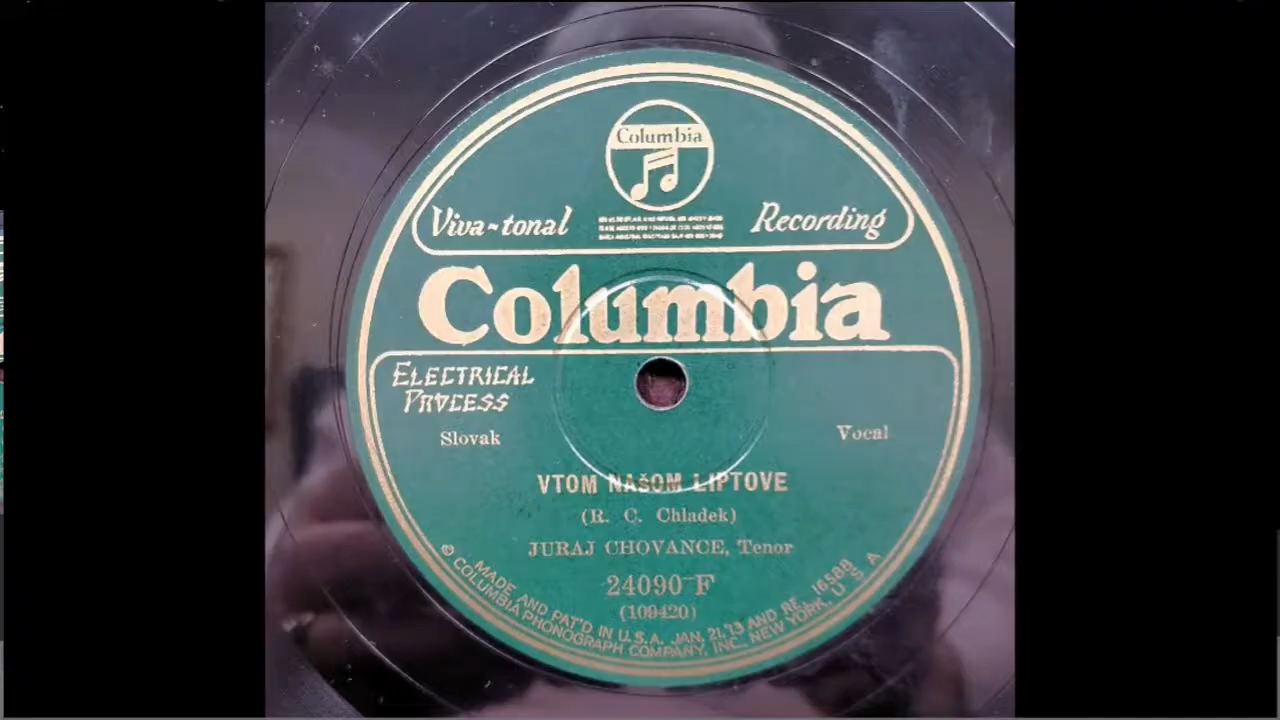 Columbia
Viva-tonal Recording
Columbia
ELECTRICAL
PROCESS
Slovak Vocal
VTOM NAŠOM LIPTOVE
(R. C. Chladek)
JURAJ CHOVANCE, Tenor
24090-F
(109420)
MADE AND PAT'D IN U.S.A. JAN. 21, '13 AND RE. 16588
COLUMBIA PHONOGRAPH COMPANY, INC., NEW YORK, U S A